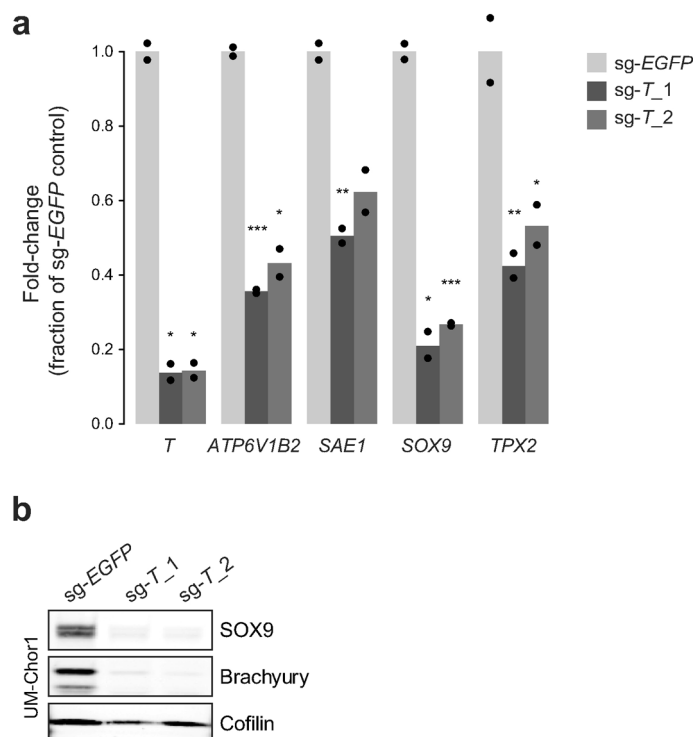 a
Fold-change
(fraction of sg-EGFP control)
1.0
0.8
0.6
0.4
0.2
0.0
* *
*** *
**
* ***
** *
T ATP6V1B2 SAE1 SOX9 TPX2
sg-EGFP
sg-T_1
sg-T_2
b
UM-Chor1
sg-EGFP sg-T_1 sg-T_2
SOX9
Brachyury
Cofilin